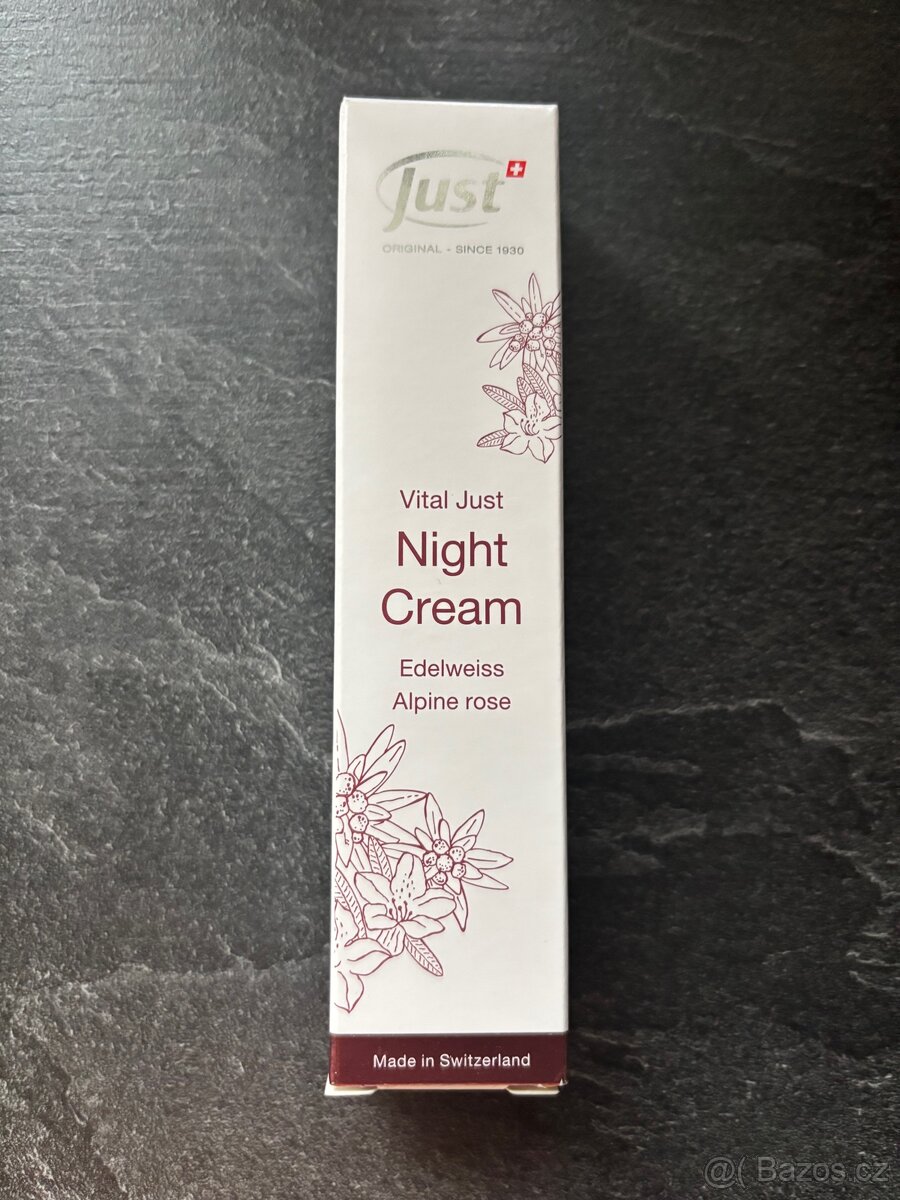 Just
ORIGINAL - SINCE 1930
Vital Just
Night
Cream
Edelweiss
Alpine rose
Made in Switzerland
@( Bazos.cz